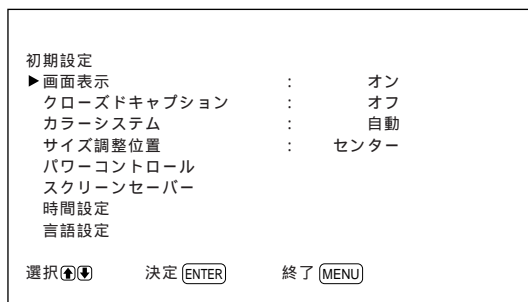 初期設定
▶画面表示 : オン
クローズドキャプション : オフ
カラーシステム : 自動
サイズ調整位置 : センター
パワーコントロール
スクリーンセーバー
時間設定
言語設定
選択⬆⬇ 決定 ENTER 終了 MENU